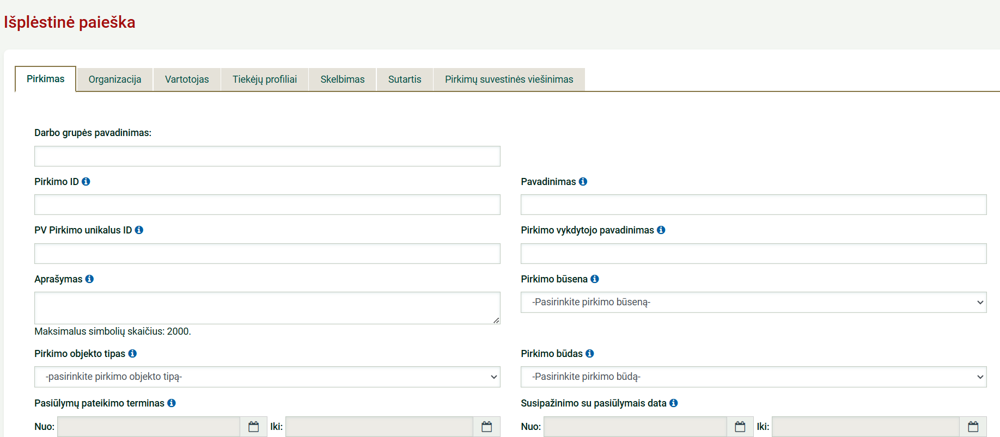 Išplėstinė paieška
Pirkimas Organizacija Vartotojas Tiekėjų profiliai Skelbimas Sutartis Pirkimų suvestinės viešinimas
Darbo grupės pavadinimas:
Pirkimo ID Pavadinimas
PV Pirkimo unikalus ID Pirkimo vykdytojo pavadinimas
Aprašymas Pirkimo būsena
-Pasirinkite pirkimo būseną-
Maksimalus simbolių skaičius: 2000.
Pirkimo objekto tipas Pirkimo būdas
-pasirinkite pirkimo objekto tipą- -Pasirinkite pirkimo būdą-
Pasiūlymų pateikimo terminas Susipažinimo su pasiūlymais data
Nuo: Iki: Nuo: Iki: